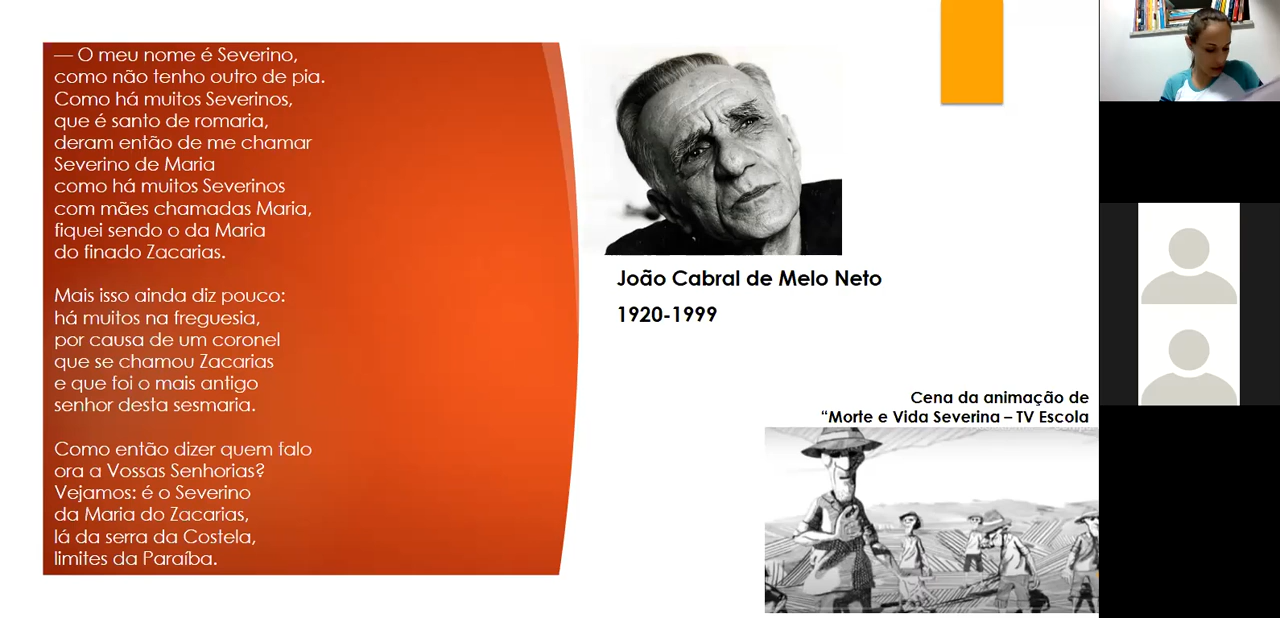 — O meu nome é Severino,
como não tenho outro de pia.
Como há muitos Severinos,
que é santo de romaria,
deram então de me chamar
Severino de Maria
como há muitos Severinos
com mães chamadas Maria,
fiquei sendo o da Maria
do finado Zacarias.
Mais isso ainda diz pouco:
há muitos na freguesia,
por causa de um coronel
que se chamou Zacarias
e que foi o mais antigo
senhor desta sesmaria.
Como então dizer quem falo
ora a Vossas Senhorias?
Vejamos: é o Severino
da Maria do Zacarias,
lá da serra da Costela,
limites da Paraíba.
João Cabral de Melo Neto
1920-1999
Cena da animação de
“Morte e Vida Severina – TV Escola